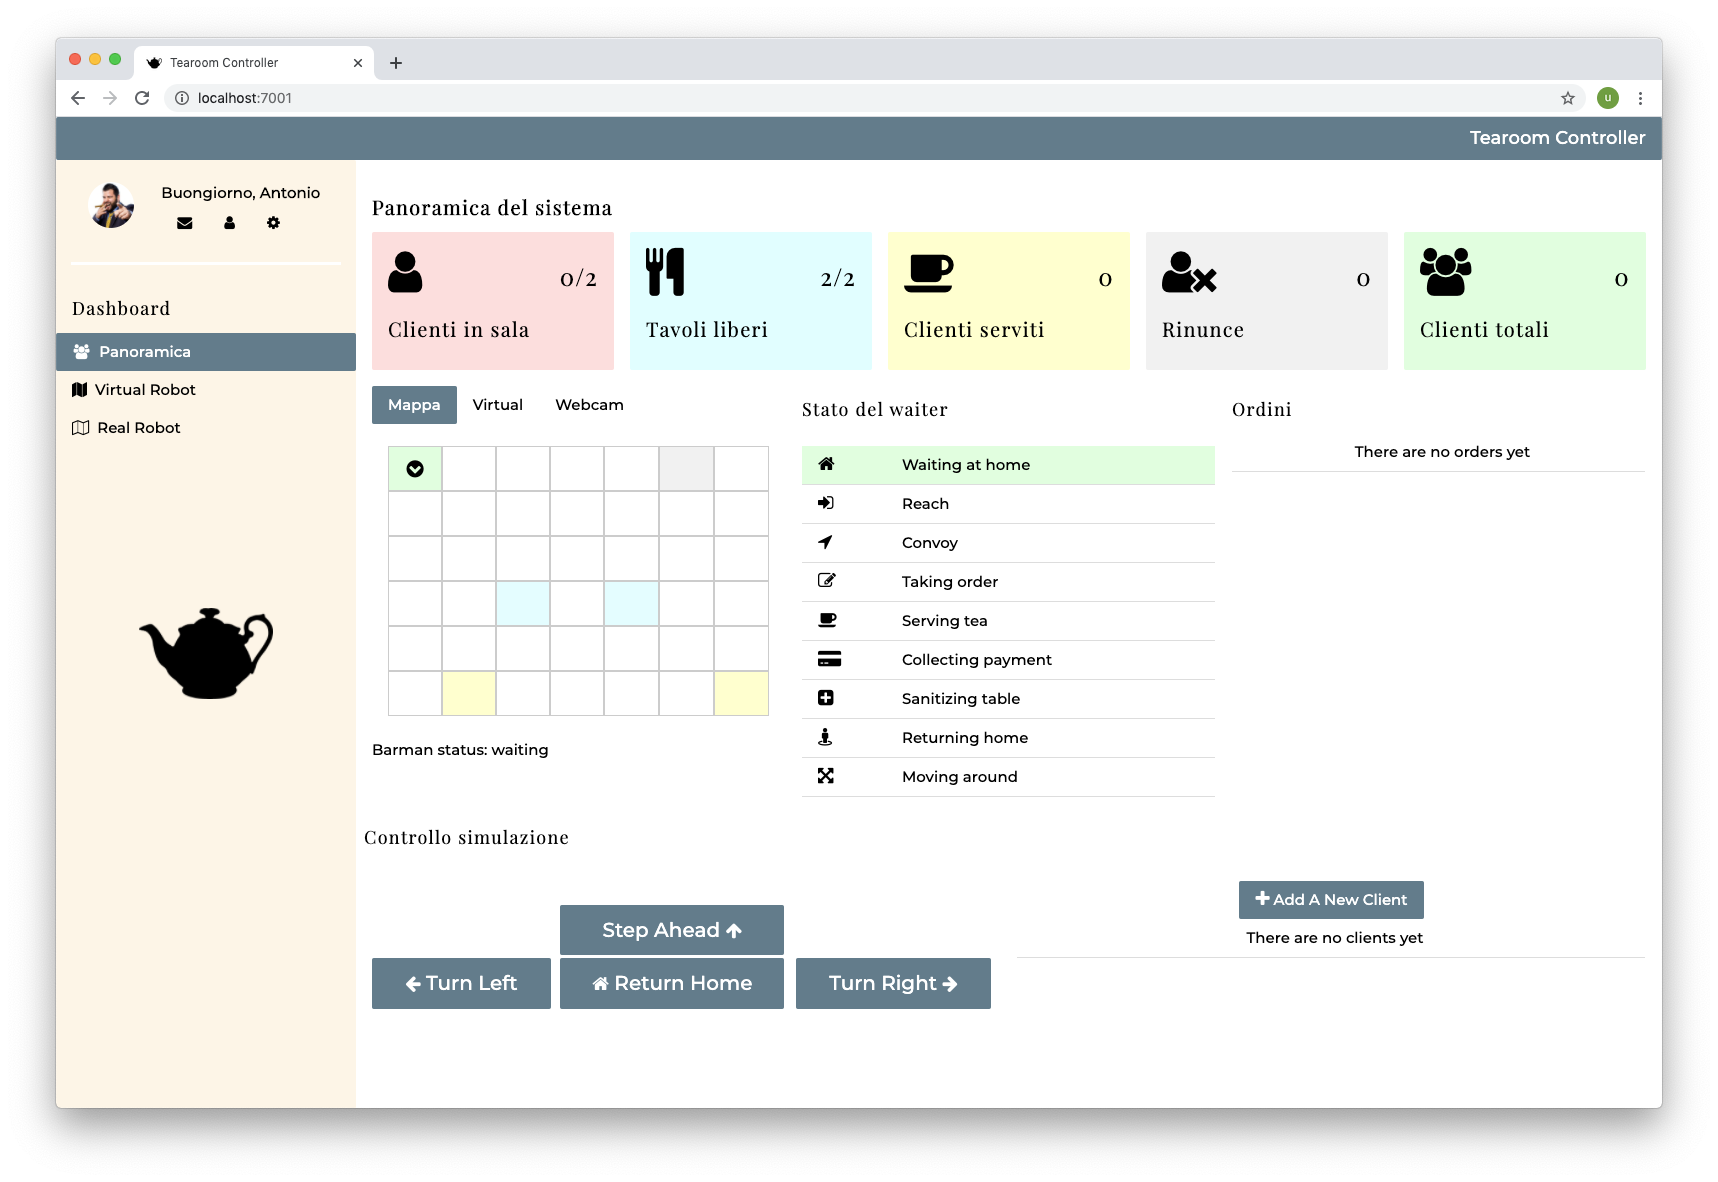 Tearoom Controller
localhost:7001
u
Tearoom Controller
Buongiorno, Antonio
Dashboard
Panoramica
Virtual Robot
Real Robot
Panoramica del sistema
0/2
Clienti in sala
2/2
Tavoli liberi
0
Clienti serviti
0
Rinunce
0
Clienti totali
Mappa
Virtual
Webcam
Barman status: waiting
Stato del waiter
Waiting at home
Reach
Convoy
Taking order
Serving tea
Collecting payment
Sanitizing table
Returning home
Moving around
Ordini
There are no orders yet
Controllo simulazione
Step Ahead
Turn Left
Return Home
Turn Right
Add A New Client
There are no clients yet